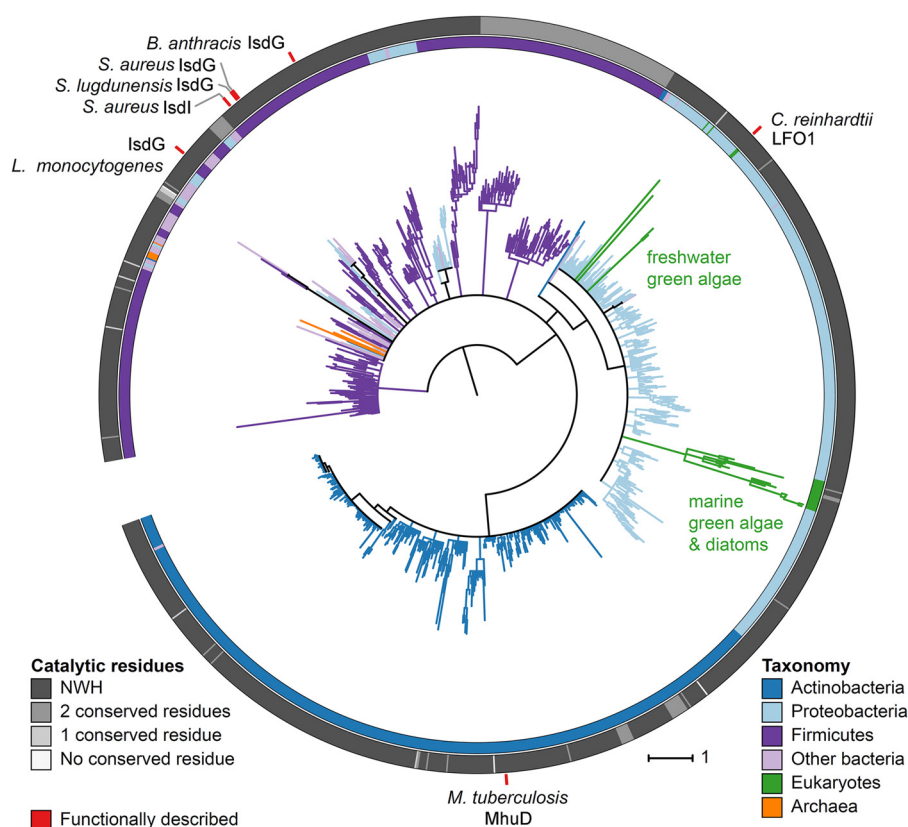 B. anthracis IsdG
S. aureus IsdG
S. lugdunensis IsdG
S. aureus IsdI
IsdG
L. monocytogenes
C. reinhardtii
LFO1
freshwater
green algae
marine
green algae
& diatoms
Catalytic residues
NWH
2 conserved residues
1 conserved residue
No conserved residue
Functionally described
1
M. tuberculosis
MhuD
Taxonomy
Actinobacteria
Proteobacteria
Firmicutes
Other bacteria
Eukaryotes
Archaea